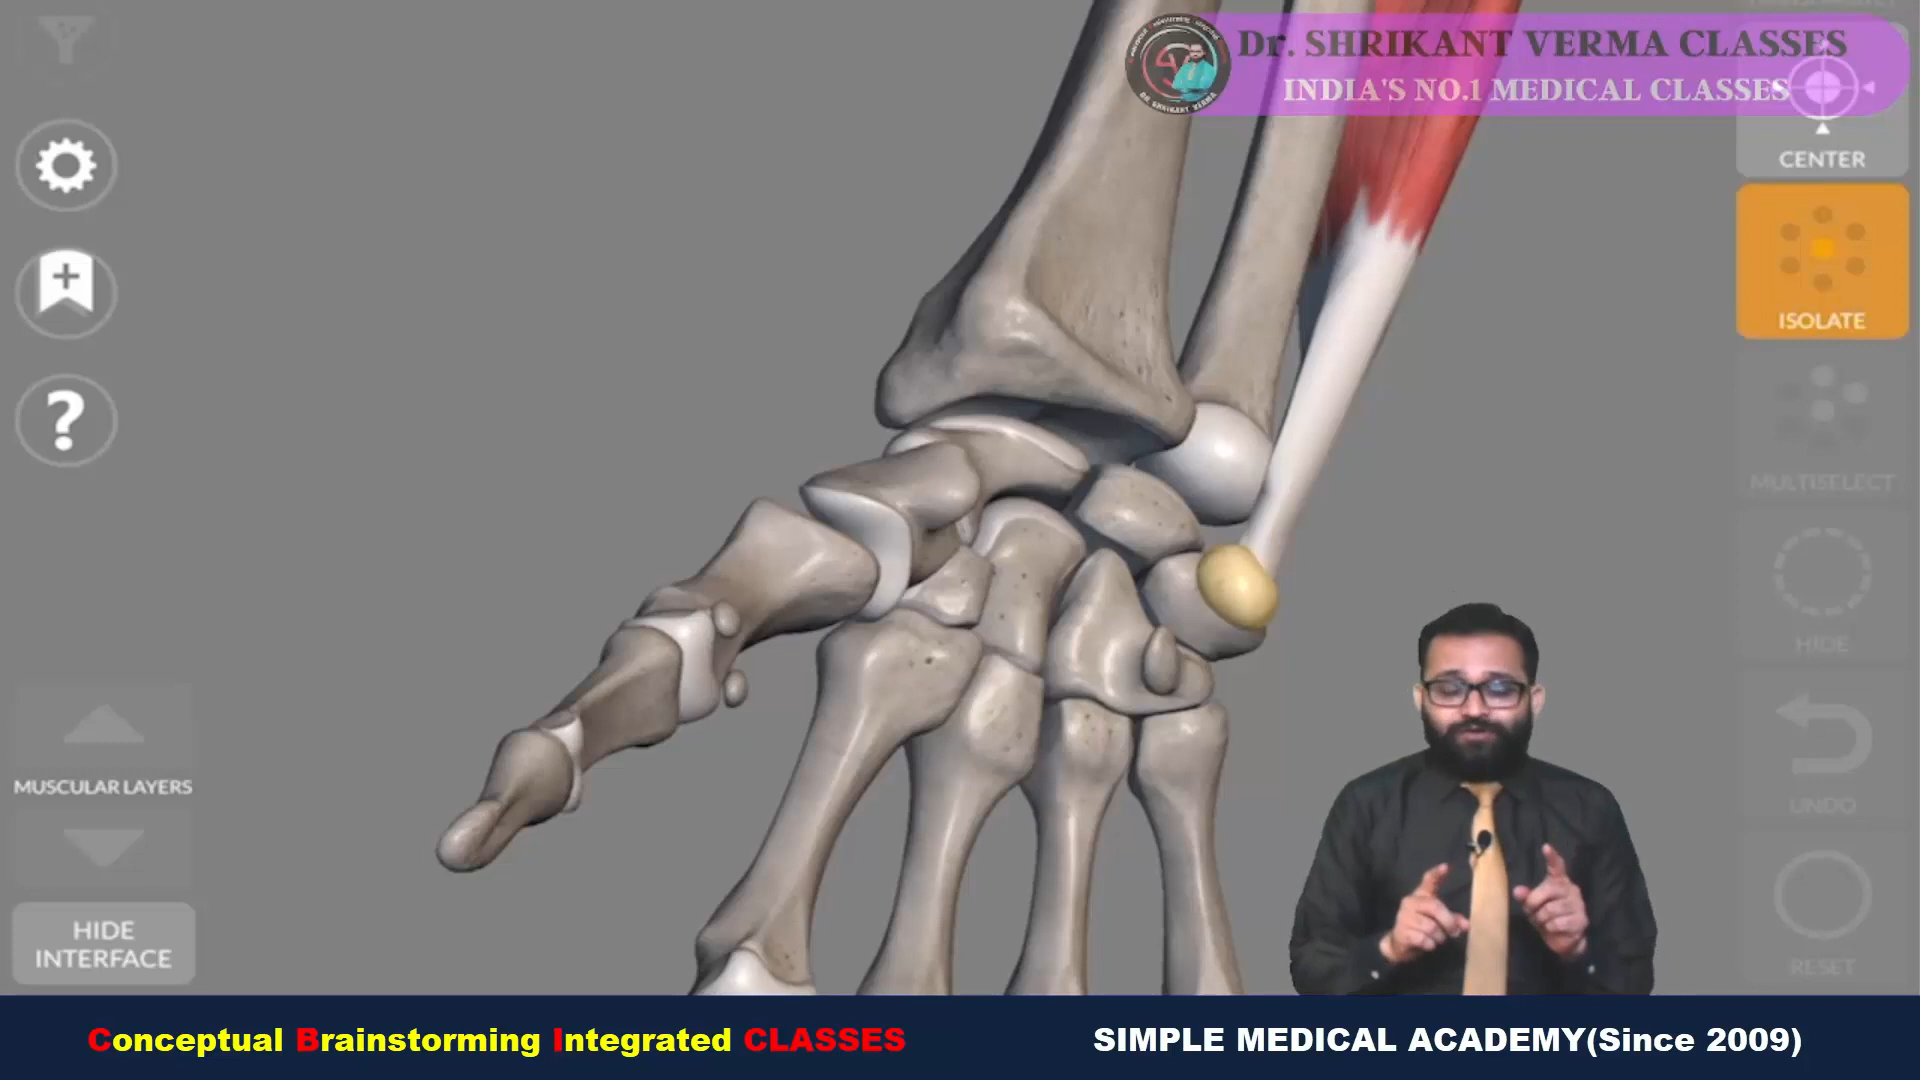 Dr. SHRIKANT VERMA CLASSES
INDIA'S NO.1 MEDICAL CLASSES
CENTER
ISOLATE
MULTISELECT
HIDE
UNDO
RESET
?
MUSCULAR LAYERS
HIDE
INTERFACE
Conceptual Brainstorming Integrated CLASSES
SIMPLE MEDICAL ACADEMY(Since 2009)